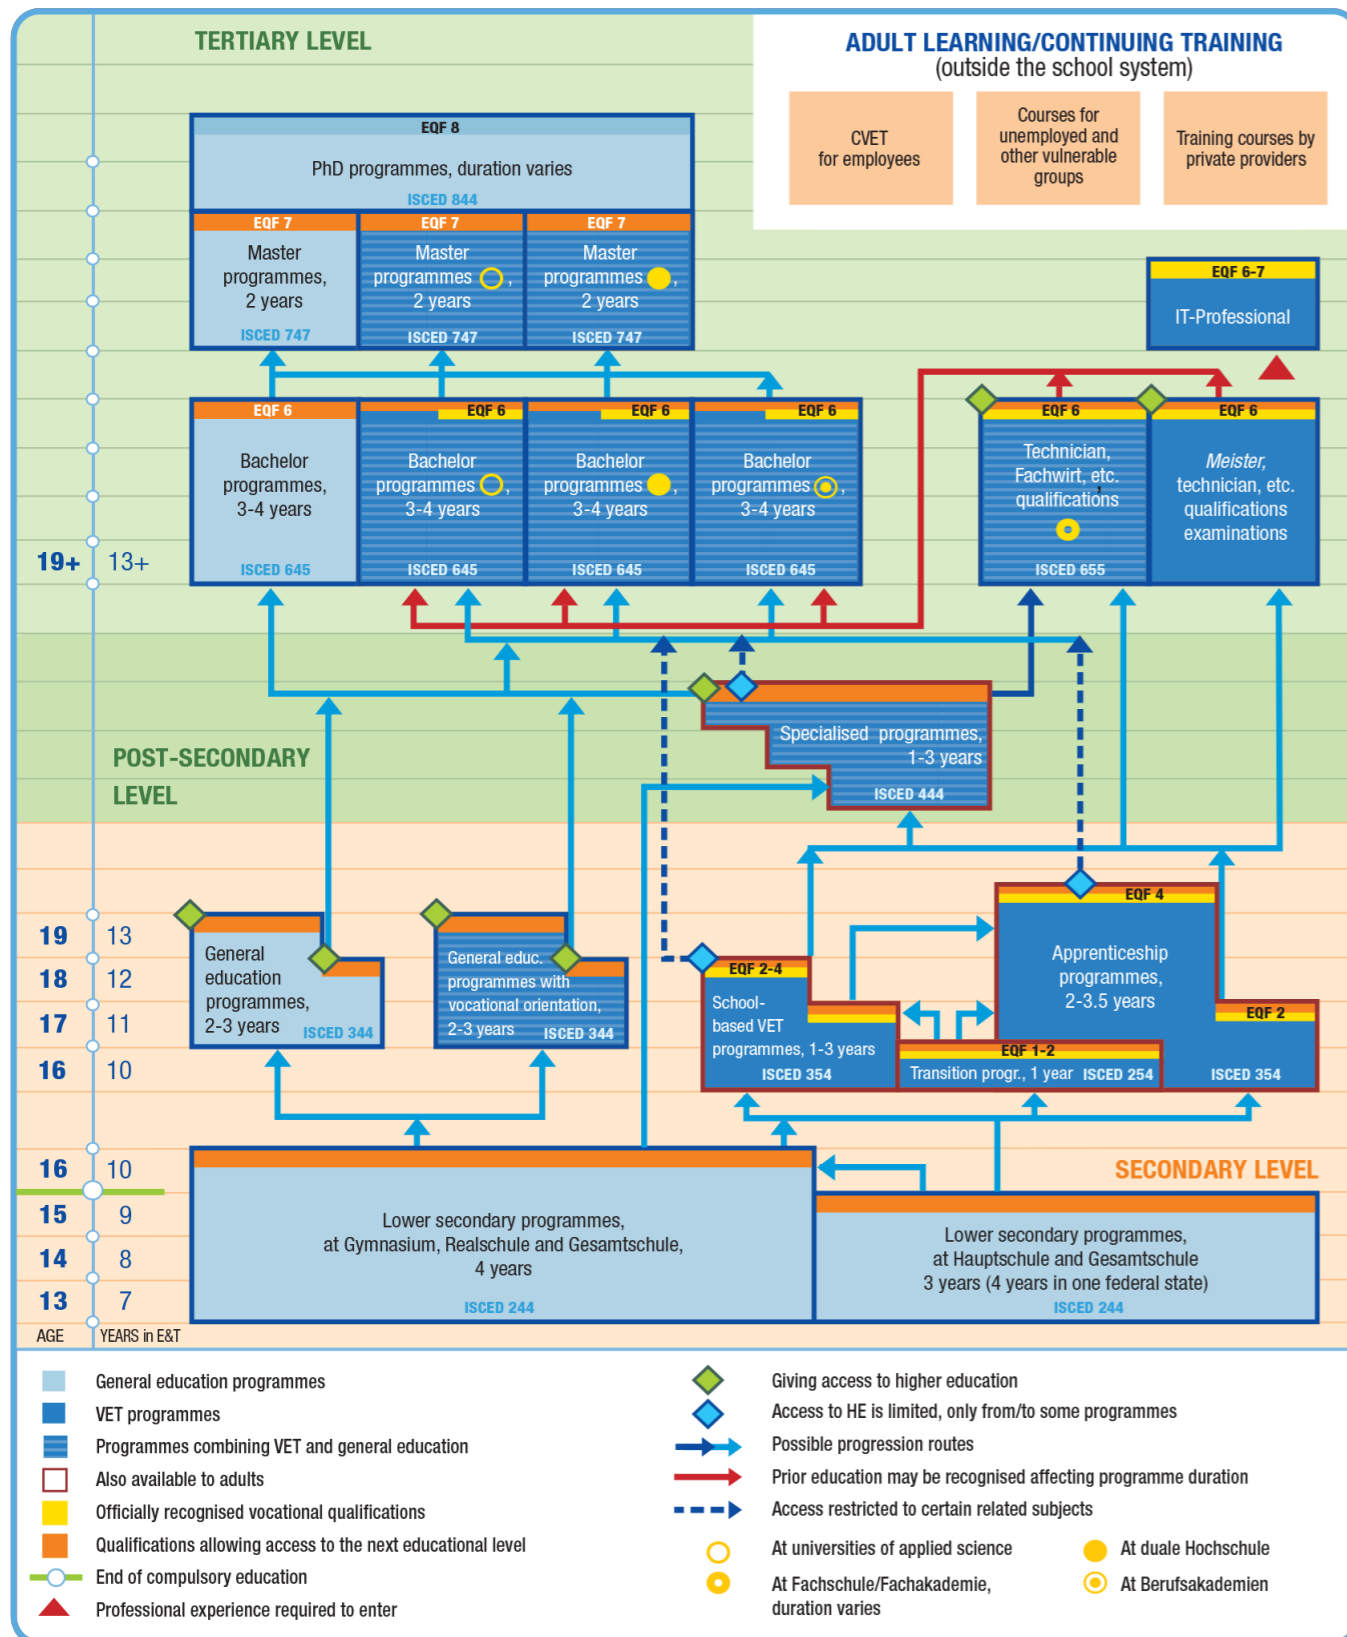 TERTIARY LEVEL
ADULT LEARNING/CONTINUING TRAINING
(outside the school system)
CVET
for employees
Courses for
unemployed and
other vulnerable
groups
Training courses by
private providers
EQF 8
PhD programmes, duration varies
ISCED 844
EQF 7
Master
programmes,
2 years
ISCED 747
EQF 7
Master
programmes ,
2 years
ISCED 747
EQF 7
Master
programmes ,
2 years
ISCED 747
EQF 6-7
IT-Professional
EQF 6
Bachelor
programmes,
3-4 years
ISCED 645
EQF 6
Bachelor
programmes ,
3-4 years
ISCED 645
EQF 6
Bachelor
programmes ,
3-4 years
ISCED 645
EQF 6
Bachelor
programmes ,
3-4 years
ISCED 645
EQF 6
Technician,
Fachwirt, etc.
qualifications
ISCED 655
EQF 6
Meister,
technician, etc.
qualifications
examinations
19+ 13+
POST-SECONDARY
LEVEL
Specialised programmes,
1-3 years
ISCED 444
19 13
18 12
17 11
16 10
General
education
programmes,
2-3 years
ISCED 344
General educ.
programmes with
vocational orientation,
2-3 years
ISCED 344
EQF 2-4
School-
based VET
programmes, 1-3 years
ISCED 354
EQF 1-2
Transition progr., 1 year ISCED 254
EQF 4
Apprenticeship
programmes,
2-3.5 years
EQF 2
ISCED 354
SECONDARY LEVEL
16 10
15 9
14 8
13 7
AGE YEARS in E&T
Lower secondary programmes,
at Gymnasium, Realschule and Gesamtschule,
4 years
ISCED 244
Lower secondary programmes,
at Hauptschule and Gesamtschule
3 years (4 years in one federal state)
ISCED 244
General education programmes
VET programmes
Programmes combining VET and general education
Also available to adults
Officially recognised vocational qualifications
Qualifications allowing access to the next educational level
End of compulsory education
Professional experience required to enter
Giving access to higher education
Access to HE is limited, only from/to some programmes
Possible progression routes
Prior education may be recognised affecting programme duration
Access restricted to certain related subjects
At universities of applied science
At duale Hochschule
At Fachschule/Fachakademie,
duration varies
At Berufsakademien